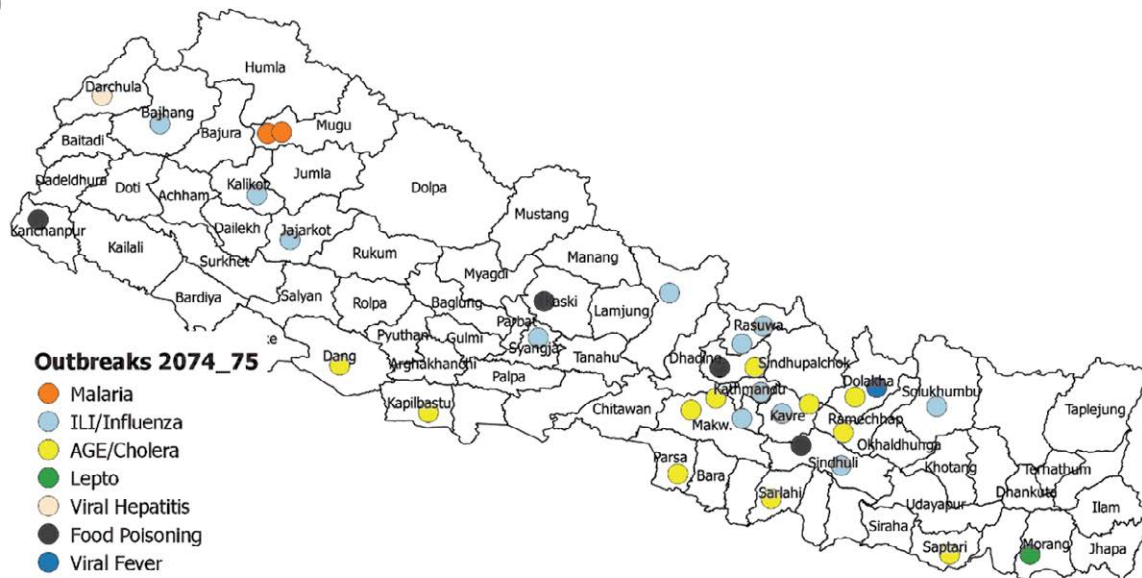 Humla
Darchula
Bajhang
Bajura
Mugu
Baitadi
Jumla
Dadeldhura
Doti
Kalikot
Achham
Dolpa
Mustang
Kanchanpur
Dailekh
Jajarkot
Kailali
Rukum
Manang
Surkhet
Myagdi
Bardiya
Salyan
Rolpa
Baglung
Kaski
Lamjung
Parbat
Rasuwa
ke
Pyuthan
Gulmi
Syangja
Outbreaks 2074_75
Dang
Arghakhanchi
Tanahu
Dhading
Sindhupalchok
Malaria
Palpa
Kathmandu
Dolakha
Solukhumbu
Taplejung
ILI/Influenza
Kapilbastu
Chitawan
Makw.
Kavre
Ramechhap
AGE/Cholera
Okhaldhunga
Lepto
Parsa
Bara
Sindhuli
Khotang
Terhathum
Viral Hepatitis
Sarlahi
Udayapur
Dhankuta
Ilam
Food Poisoning
Siraha
Saptari
Morang
Jhapa
Viral Fever